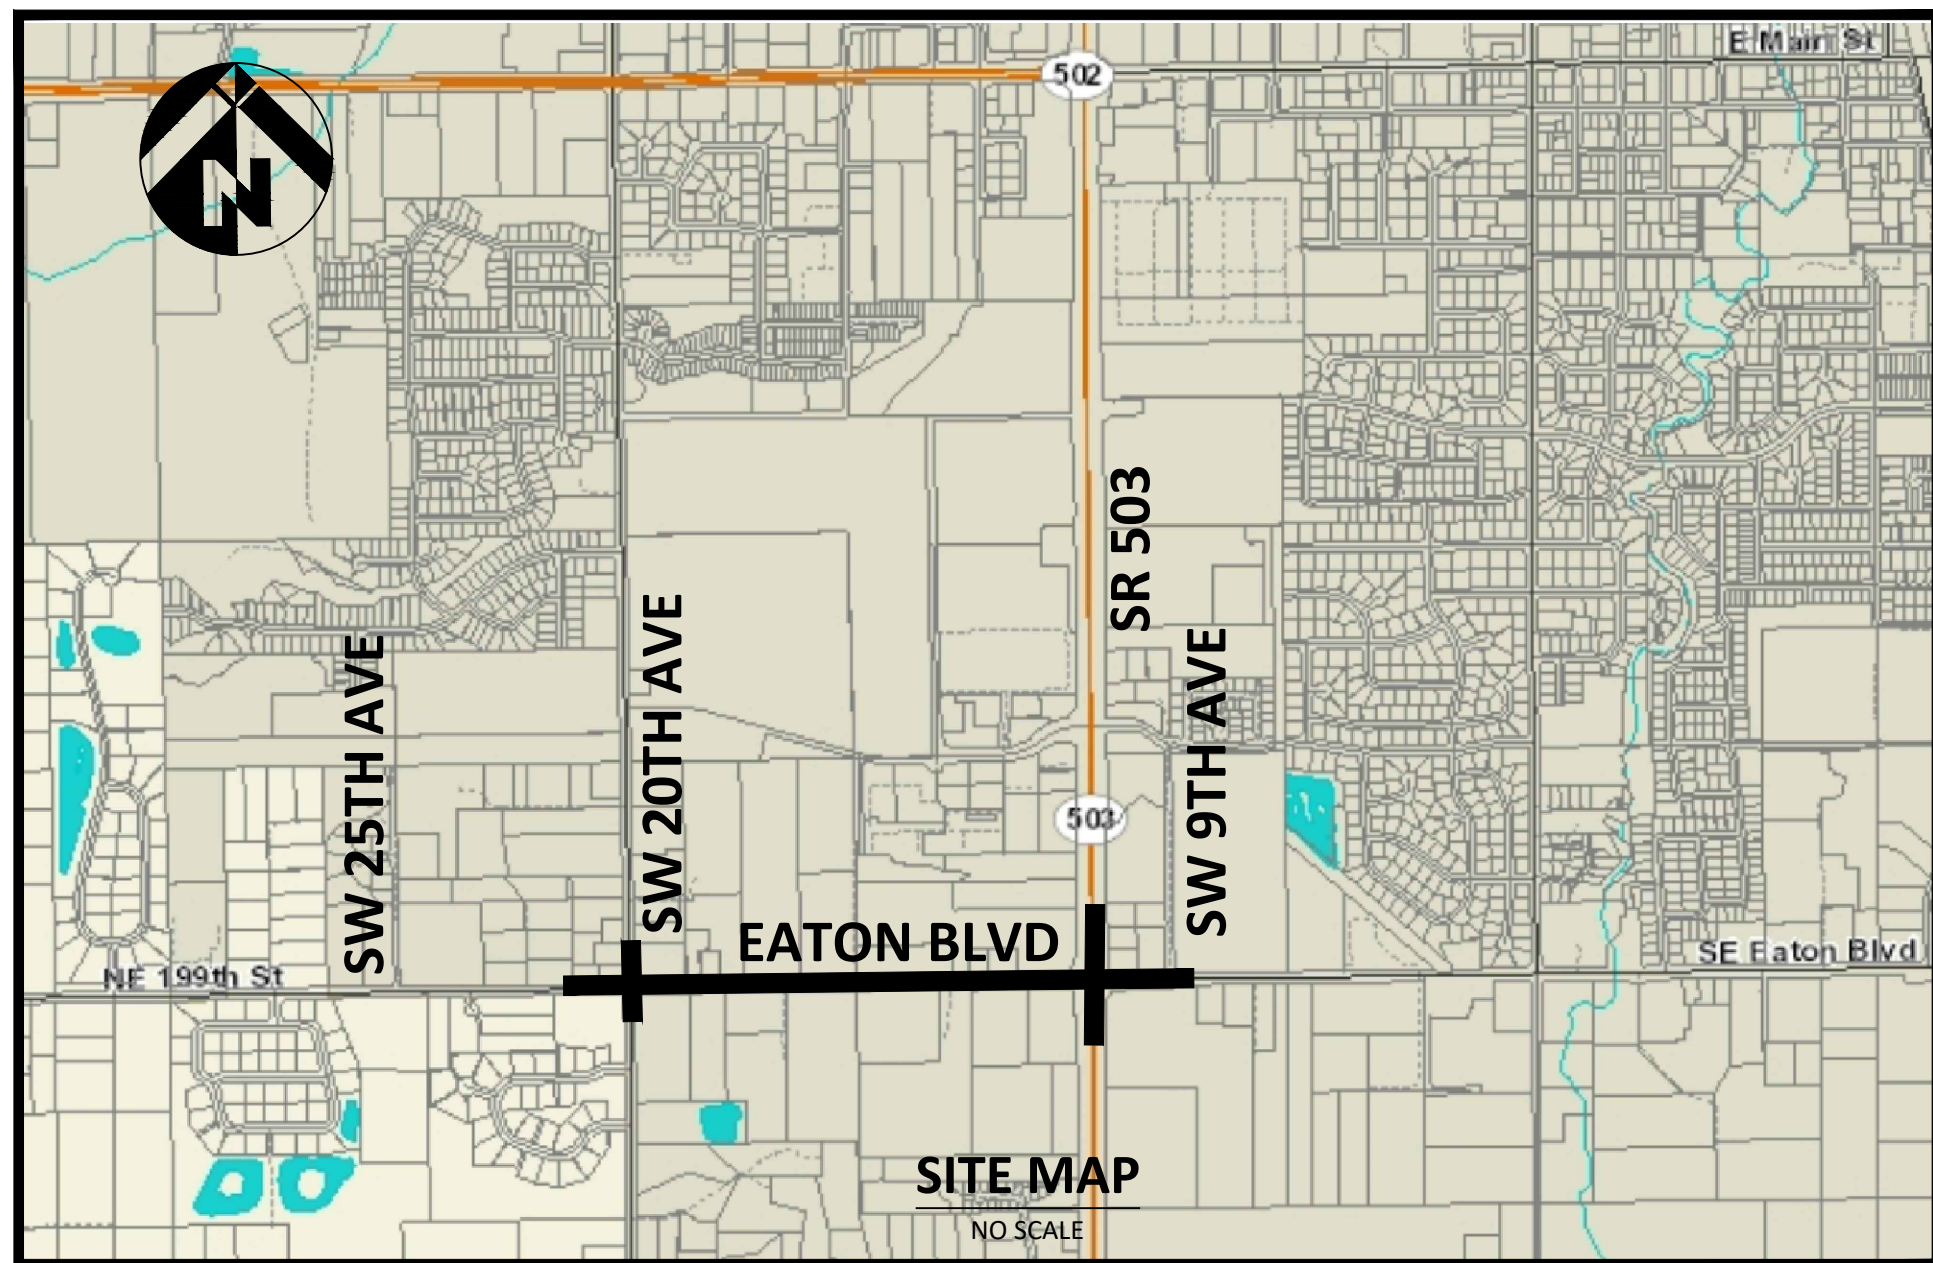 E Main St
502
N
SR 503
SW 25TH AVE
SW 20TH AVE
SW 9TH AVE
503
EATON BLVD
SE Eaton Blvd
NE 199th St
SITE MAP
NO SCALE